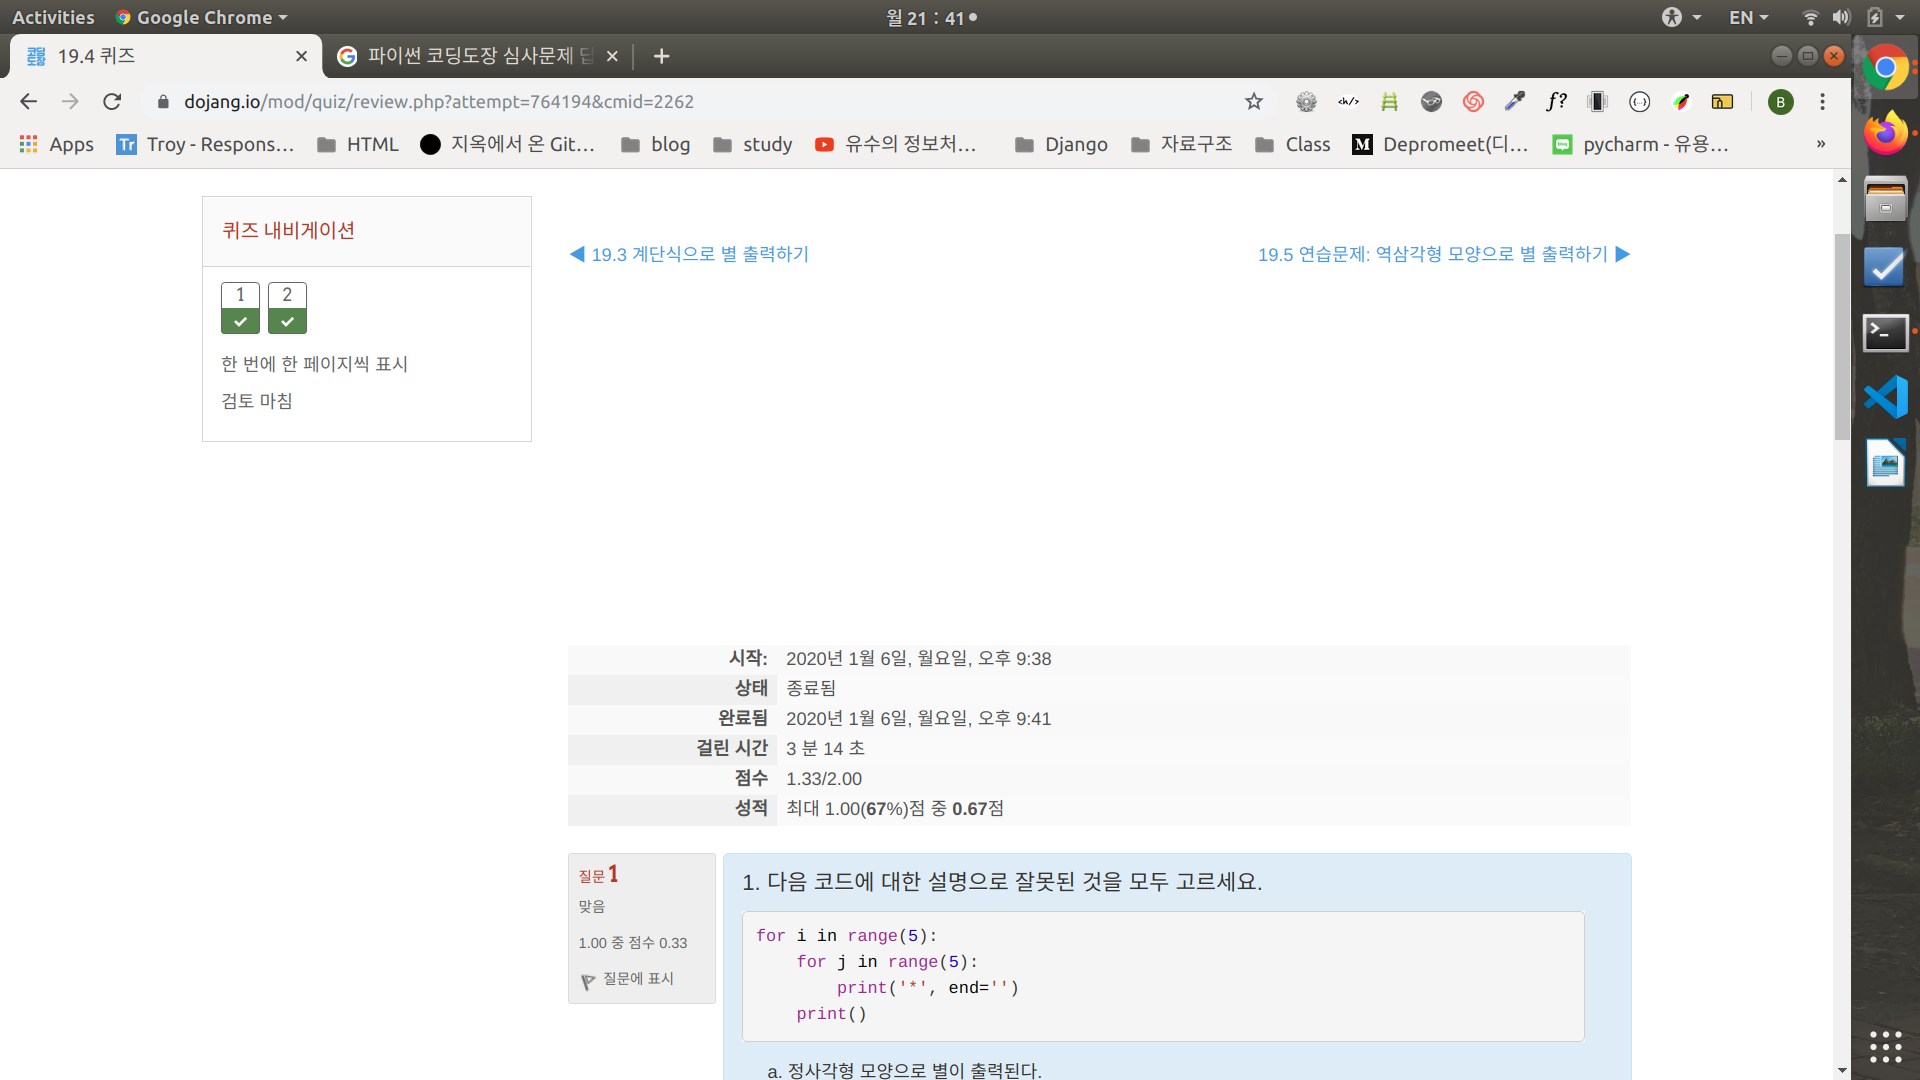 Activities
Google Chrome
월 21 : 41
EN
19.4 퀴즈
파이썬 코딩도장 심사문제 답
dojang.io/mod/quiz/review.php?attempt=764194&cmid=2262
<h/>
f?
B
Apps
Troy - Respons...
HTML
지옥에서 온 Git...
blog
study
유수의 정보처...
Django
자료구조
Class
Depromeet(디...
pycharm - 유용...
»
퀴즈 내비게이션
1 2
한 번에 한 페이지씩 표시
검토 마침
◀ 19.3 계단식으로 별 출력하기
19.5 연습문제: 역삼각형 모양으로 별 출력하기 ▶
시작: 2020년 1월 6일, 월요일, 오후 9:38
상태 종료됨
완료됨 2020년 1월 6일, 월요일, 오후 9:41
걸린 시간 3 분 14 초
점수 1.33/2.00
성적 최대 1.00(67%)점 중 0.67점
질문 1
맞음
1.00 중 점수 0.33
질문에 표시
1. 다음 코드에 대한 설명으로 잘못된 것을 모두 고르세요.
for i in range(5):
    for j in range(5):
        print('*', end='')
    print()
a. 정사각형 모양으로 별이 출력된다.